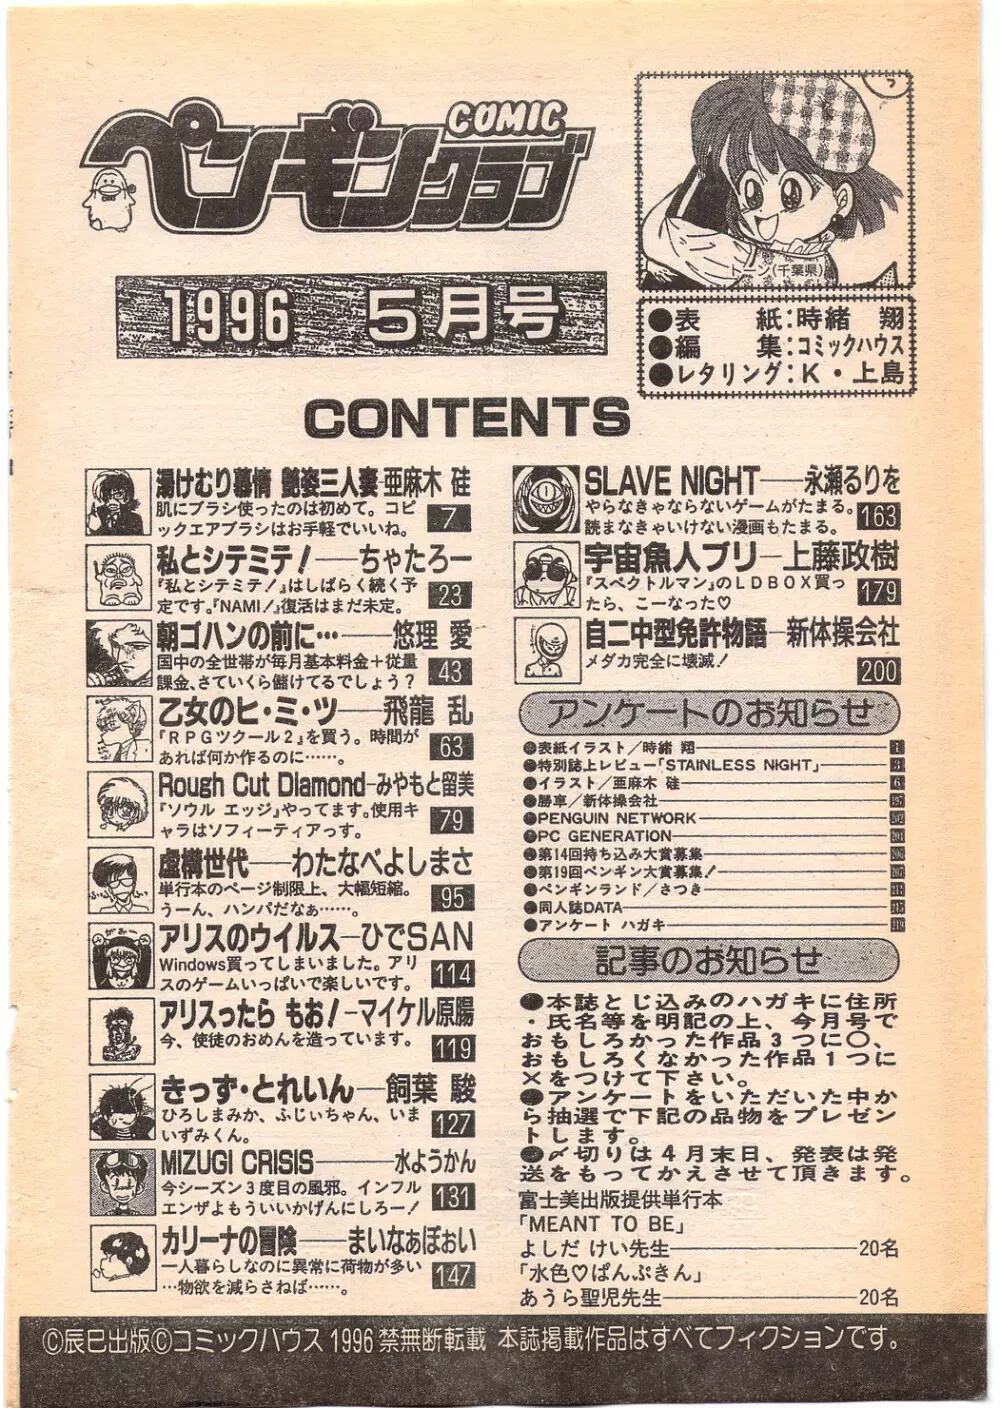 COMIC
ペンギンクラブ
トーン(千葉県)
1996 5月号
●表紙:時緒 翔
●編集:コミックハウス
●レタリング:K・上島
CONTENTS
湯けむり慕情 艶姿三人妻─亜麻木 硅
肌にブラシ使ったのは初めて。コピ
ックエアブラシはお手軽でいいね。
7
私とシテミテ!──ちゃたろー
『私とシテミテ!』はしばらく続く予
定です。『NAMI!』復活はまだ未定。
23
朝ゴハンの前に…──悠理 愛
国中の全世帯が毎月基本料金+従量
課金、さていくら儲けてるでしょう?
43
乙女のヒ・ミ・ツ──飛龍 乱
『RPGツクール2』を買う。時間が
あれば何か作るのに……。
63
Rough Cut Diamond─みやもと留美
『ソウル エッジ』やってます。使用キ
ャラはソフィーティアっす。
79
虚構世代──わたなべよしまさ
単行本のページ制限上、大幅短縮。
うーん、ハンパだなぁ……。
95
アリスのウイルス─ひでSAN
Windows買ってしまいました。アリ
スのゲームいっぱいで楽しいです。
114
アリスったら もお!─マイケル原腸
今、使徒のおめんを造っています。
119
きっず・とれいん──飼葉 駿
ひろしまみか、ふじぃちゃん、いま
いずみくん。
127
MIZUGI CRISIS───水ようかん
今シーズン3度目の風邪。インフル
エンザよもういいかげんにしろー!
131
カリーナの冒険──まいなぁぼぉい
一人暮らしなのに異常に荷物が多い
…物欲を減らさねば……。
147
SLAVE NIGHT──永瀬るりを
やらなきゃならないゲームがたまる。
読まなきゃいけない漫画もたまる。
163
宇宙魚人ブリ─上藤政樹
『スペクトルマン』のLDBOX買っ
たら、こーなった♡
179
自二中型免許物語─新体操会社
メダカ完全に壊滅!
200
アンケートのお知らせ
●表紙イラスト/時緒 翔
●特別誌上レビュー「STAINLESS NIGHT」
●イラスト/亜麻木 硅
●勝車/新体操会社
●PENGUIN NETWORK
●PC GENERATION
●第14回持ち込み大賞募集
●第19回ペンギン大賞募集!
●ペンギンランド/さつき
●同人誌DATA
●アンケート ハガキ
記事のお知らせ
●本誌とじ込みのハガキに住所
・氏名等を明記の上、今月号で
おもしろかった作品3つに○、
おもしろくなかった作品1つに
×をつけて下さい。
●アンケートをいただいた中か
ら抽選で下記の品物をプレゼン
トします。
●〆切りは4月末日、発表は発
送をもってかえさせて頂きます。
富士美出版提供単行本
「MEANT TO BE」
よしだ けい先生───20名
「水色♡ぱんぷきん」
あうら聖児先生───20名
©辰巳出版©コミックハウス 1996 禁無断転載 本誌掲載作品はすべてフィクションです。